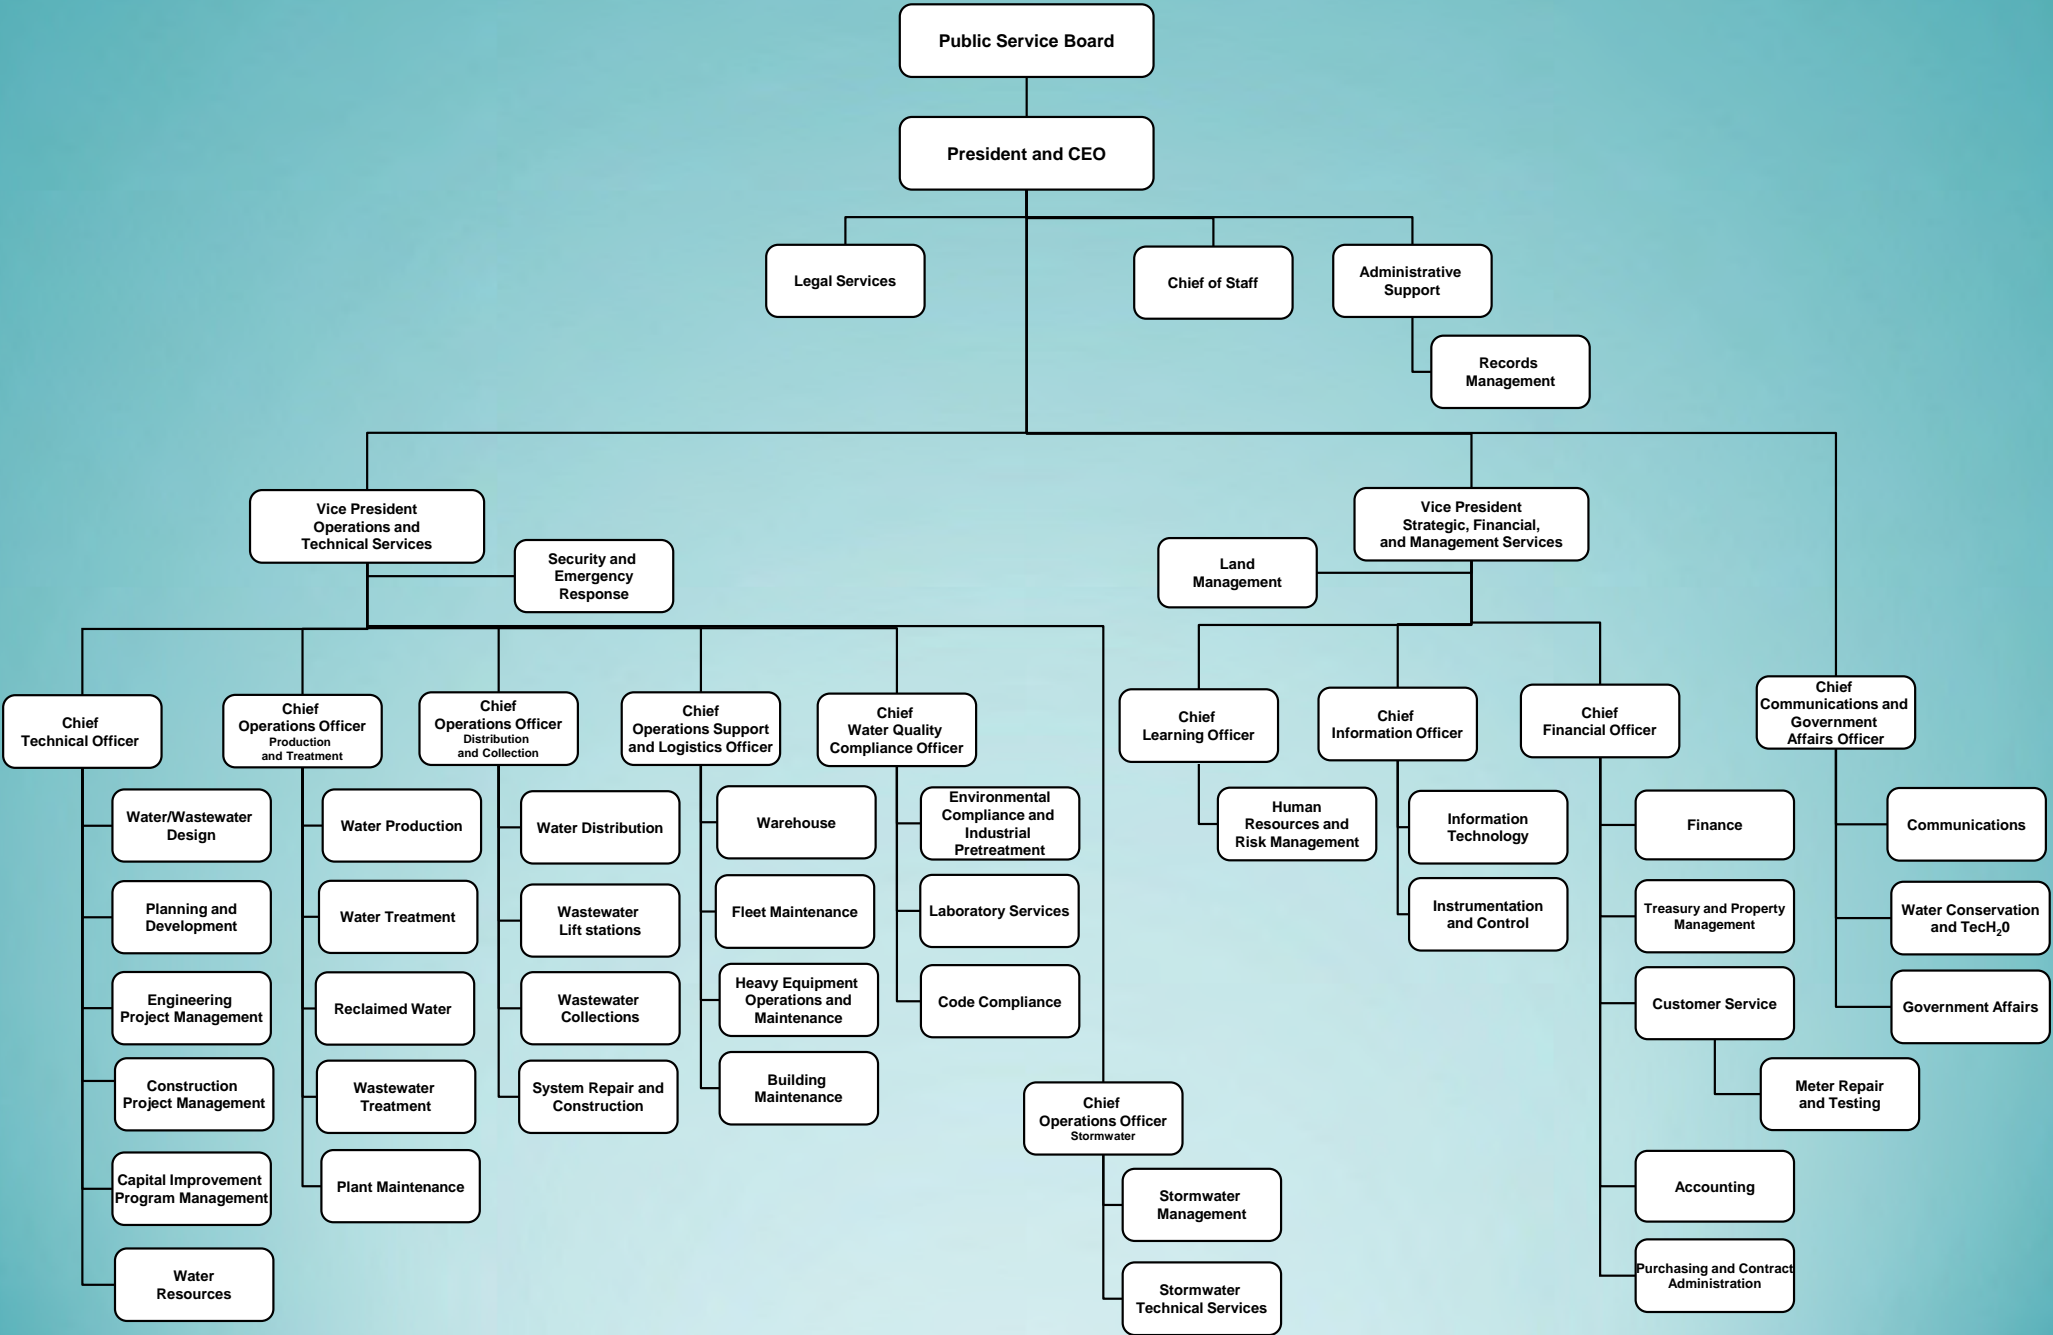 Public Service Board
President and CEO
Legal Services
Chief of Staff
Administrative
Support
Records
Management
Vice President
Operations and
Technical Services
Security and
Emergency
Response
Vice President
Strategic, Financial,
and Management Services
Land
Management
Chief
Technical Officer
Water/Wastewater
Design
Planning and
Development
Engineering
Project Management
Construction
Project Management
Capital Improvement
Program Management
Water
Resources
Chief
Operations Officer
Production
and Treatment
Water Production
Water Treatment
Reclaimed Water
Wastewater
Treatment
Plant Maintenance
Chief
Operations Officer
Distribution
and Collection
Water Distribution
Wastewater
Lift stations
Wastewater
Collections
System Repair and
Construction
Chief
Operations Support
and Logistics Officer
Warehouse
Fleet Maintenance
Heavy Equipment
Operations and
Maintenance
Building
Maintenance
Chief
Water Quality
Compliance Officer
Environmental
Compliance and
Industrial
Pretreatment
Laboratory Services
Code Compliance
Chief
Operations Officer
Stormwater
Stormwater
Management
Stormwater
Technical Services
Chief
Learning Officer
Human
Resources and
Risk Management
Chief
Information Officer
Information
Technology
Instrumentation
and Control
Chief
Financial Officer
Finance
Treasury and Property
Management
Customer Service
Meter Repair
and Testing
Accounting
Purchasing and Contract
Administration
Chief
Communications and
Government
Affairs Officer
Communications
Water Conservation
and TecH₂0
Government Affairs